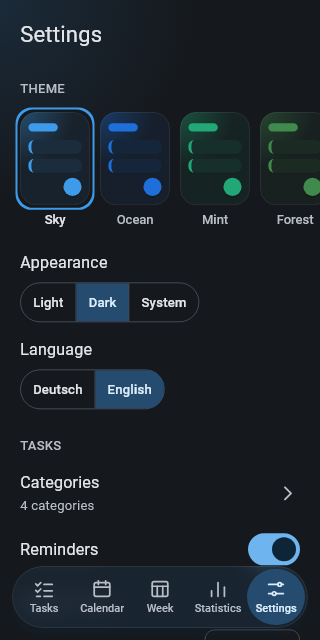 Settings
THEME
Sky Ocean Mint Forest
Appearance
Light Dark System
Language
Deutsch English
TASKS
Categories
4 categories
Reminders
Tasks Calendar Week Statistics Settings